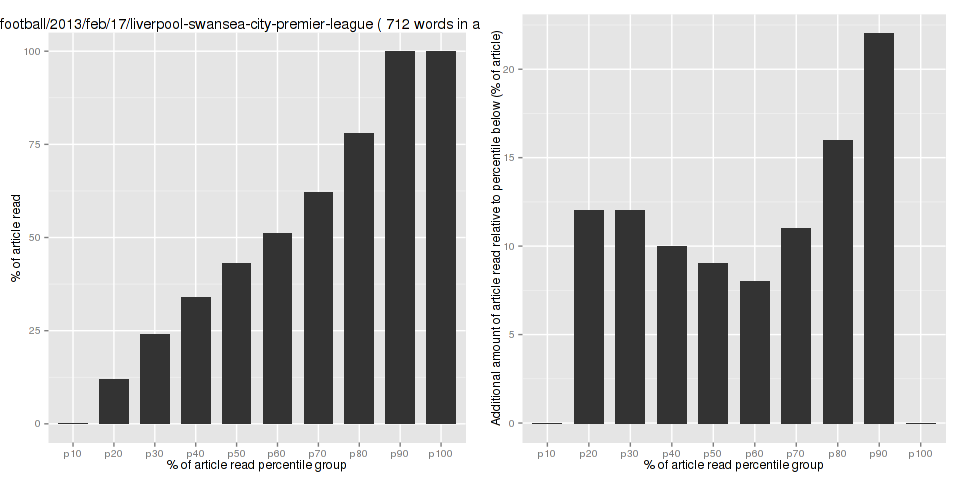 football/2013/feb/17/liverpool-swansea-city-premier-league ( 712 words in a
% of article read
100
75
50
25
0
p10 p20 p30 p40 p50 p60 p70 p80 p90 p100
% of article read percentile group
Additional amount of article read relative to percentile below (% of article)
20
15
10
5
0
p10 p20 p30 p40 p50 p60 p70 p80 p90 p100
% of article read percentile group